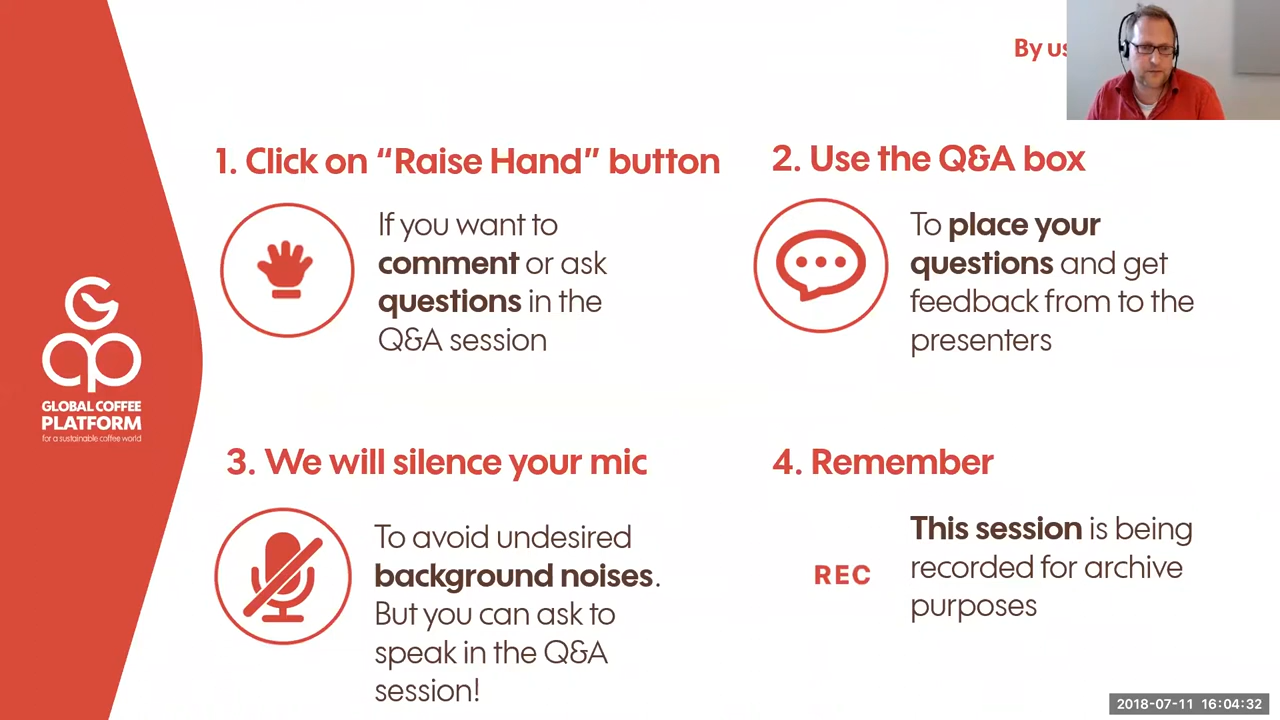 By us
1. Click on “Raise Hand” button
If you want to
comment or ask
questions in the
Q&A session
2. Use the Q&A box
To place your
questions and get
feedback from to the
presenters
GLOBAL COFFEE
PLATFORM
for a sustainable coffee world
3. We will silence your mic
To avoid undesired
background noises.
But you can ask to
speak in the Q&A
session!
4. Remember
REC
This session is being
recorded for archive
purposes
2018-07-11 16:04:32